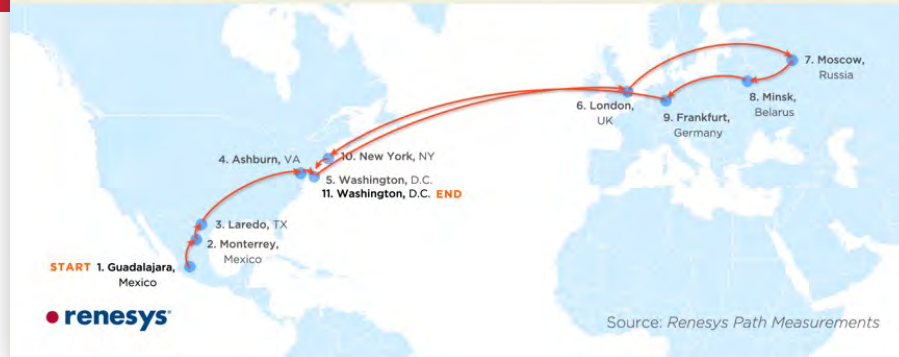 7. Moscow,
Russia
6. London,
UK
8. Minsk,
Belarus
9. Frankfurt,
Germany
4. Ashburn, VA
10. New York, NY
5. Washington, D.C.
11. Washington, D.C. END
3. Laredo, TX
2. Monterrey,
Mexico
START 1. Guadalajara,
Mexico
renesys
Source: Renesys Path Measurements